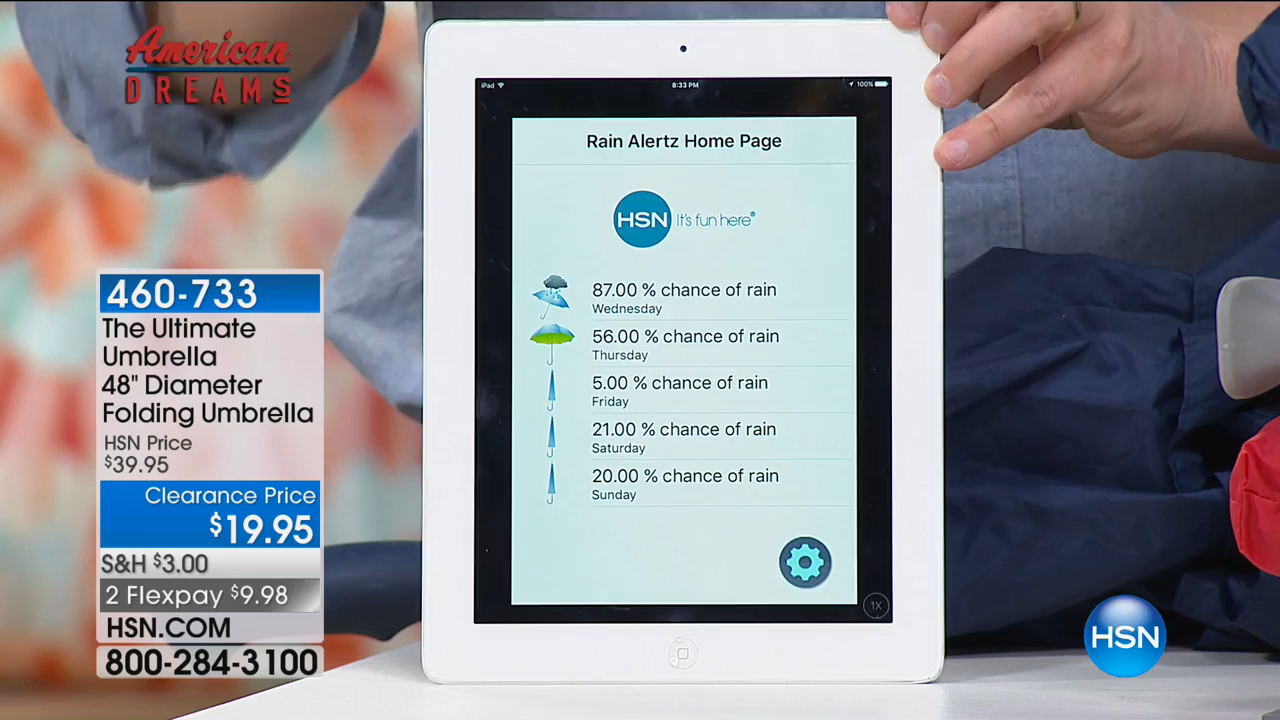 American
DREAMS
460-733
The Ultimate
Umbrella
48" Diameter
Folding Umbrella
HSN Price
$39.95
Clearance Price
$19.95
S&H $3.00
2 Flexpay $9.98
HSN.COM
800-284-3100
iPad
8:33 PM
100%
Rain Alertz Home Page
HSN It's fun here®
87.00 % chance of rain
Wednesday
56.00 % chance of rain
Thursday
5.00 % chance of rain
Friday
21.00 % chance of rain
Saturday
20.00 % chance of rain
Sunday
1X
HSN